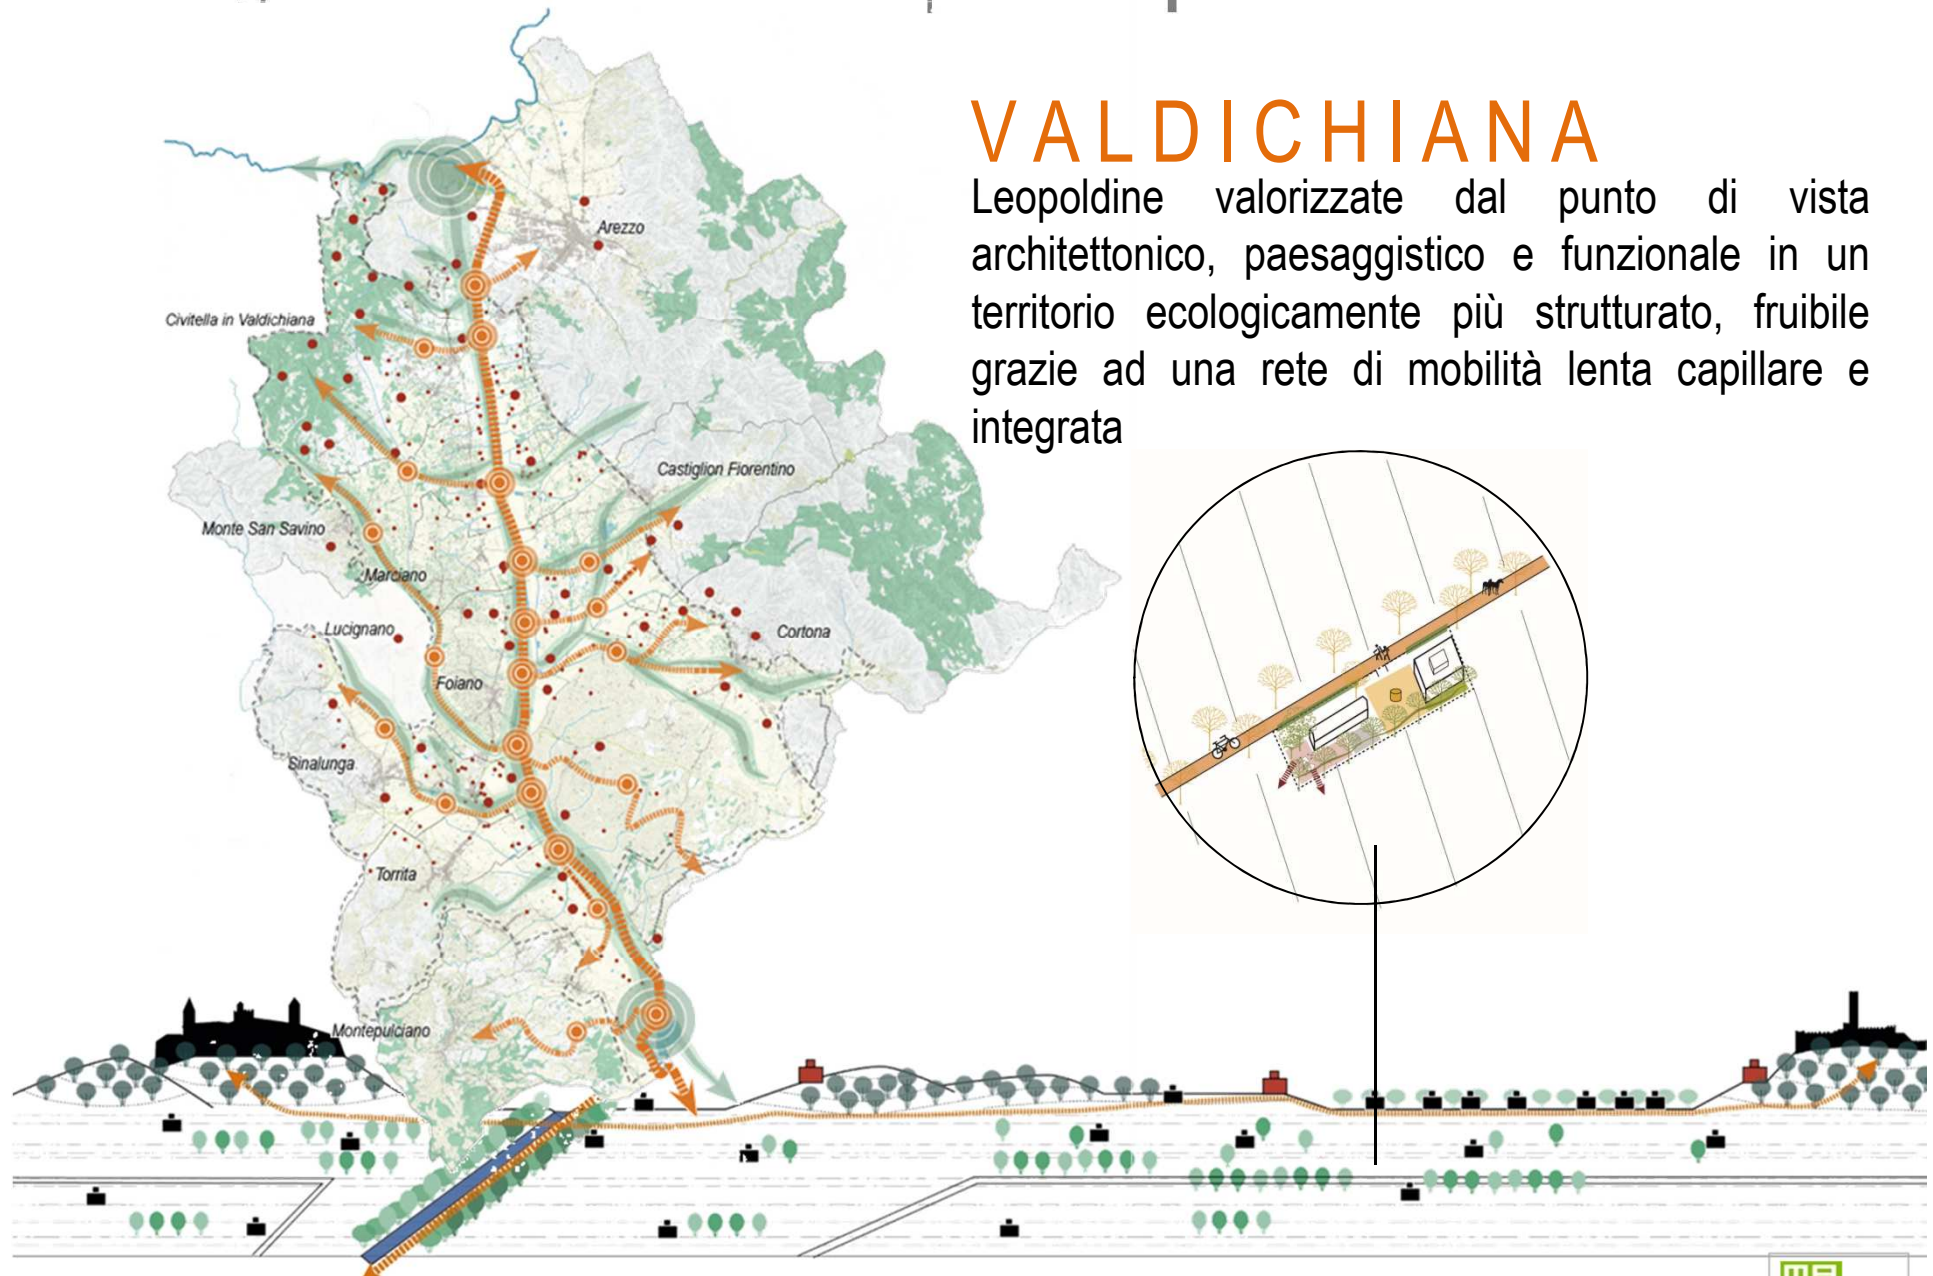 VALDICHIANA
Leopoldine valorizzate dal punto di vista
architettonico, paesaggistico e funzionale in un
territorio ecologicamente più strutturato, fruibile
grazie ad una rete di mobilità lenta capillare e
integrata
Arezzo
Civitella in Valdichiana
Castiglion Fiorentino
Monte San Savino
Marciano
Lucignano
Cortona
Foiano
Sinalunga
Torrita
Montepulciano